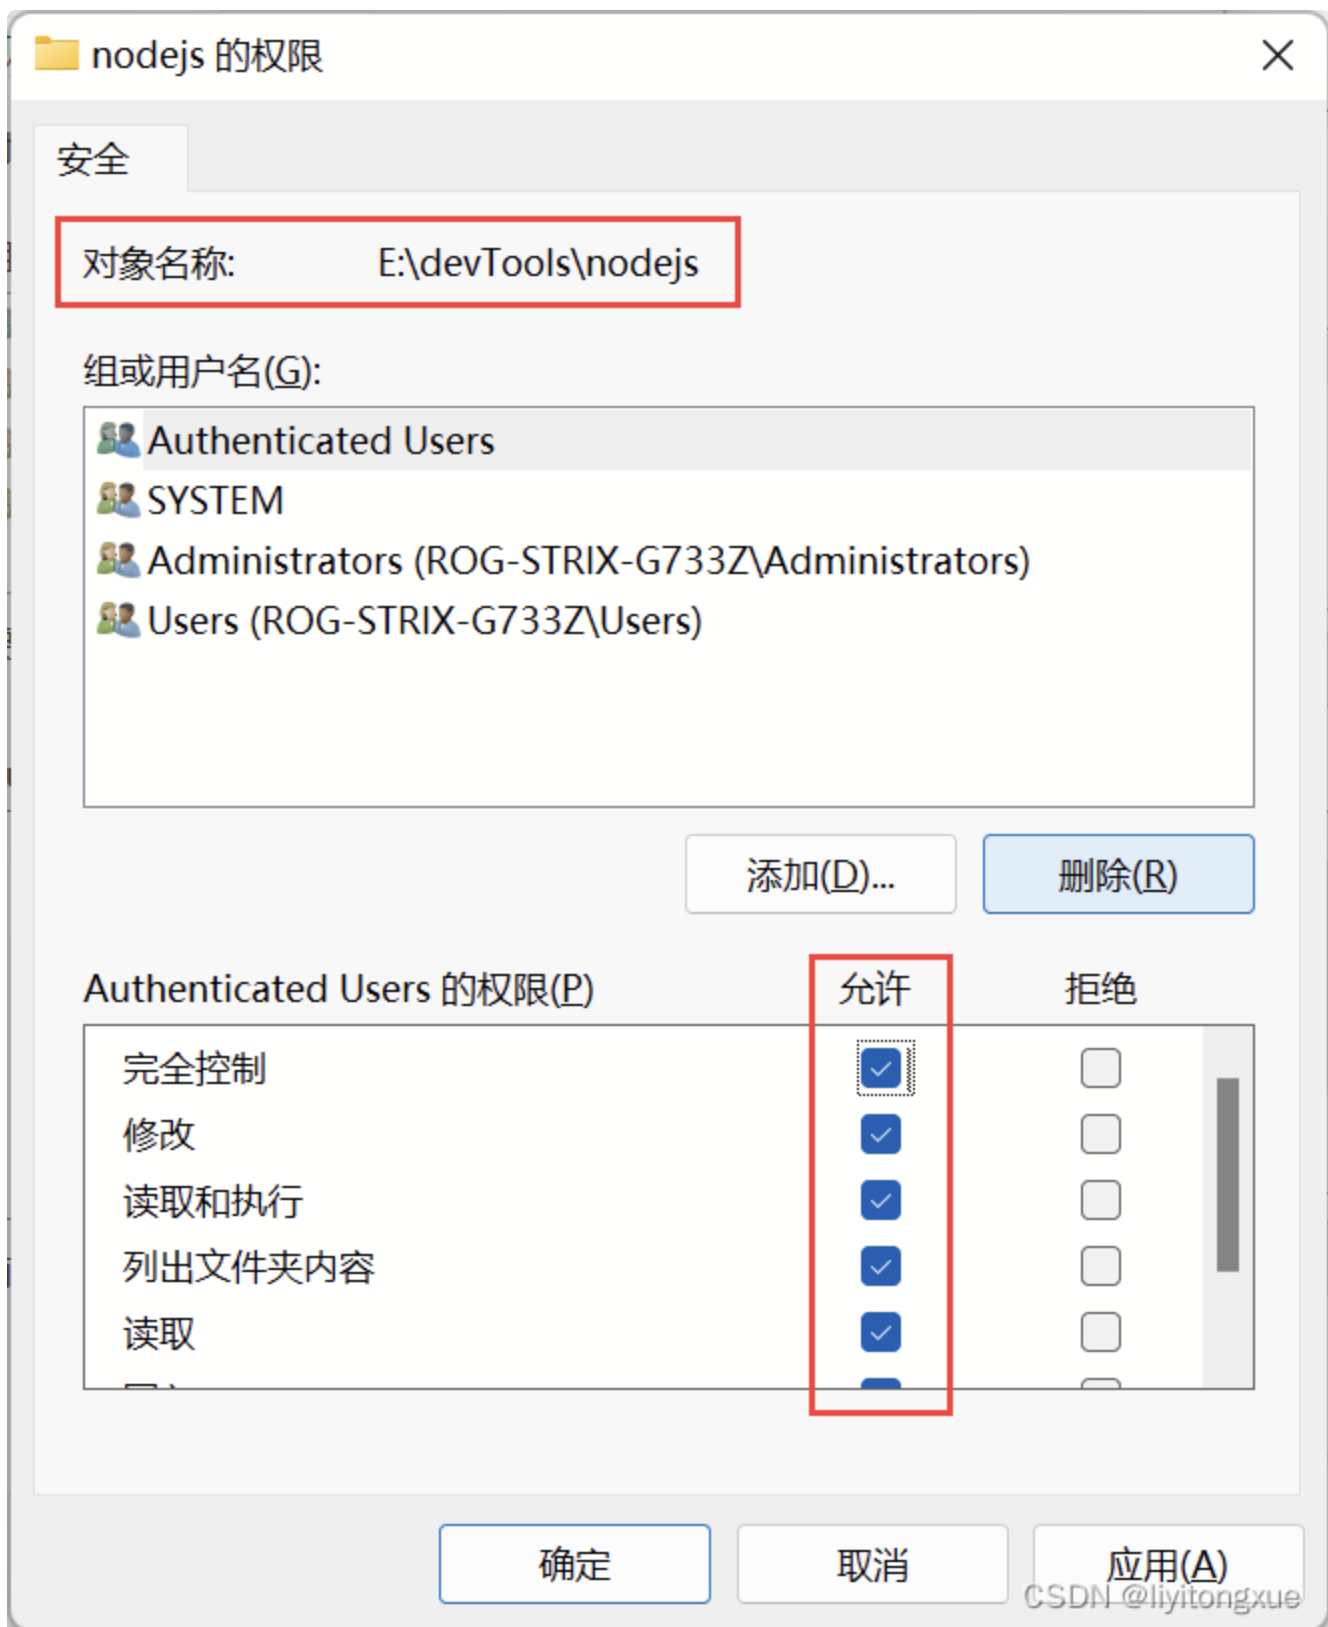 nodejs 的权限
安全
对象名称: E:\devTools\nodejs
组或用户名(G):
Authenticated Users
SYSTEM
Administrators (ROG-STRIX-G733Z\Administrators)
Users (ROG-STRIX-G733Z\Users)
添加(D)... 删除(R)
Authenticated Users 的权限(P) 允许 拒绝
完全控制
修改
读取和执行
列出文件夹内容
读取
确定 取消 应用(A)
CSDN @liyitongxue